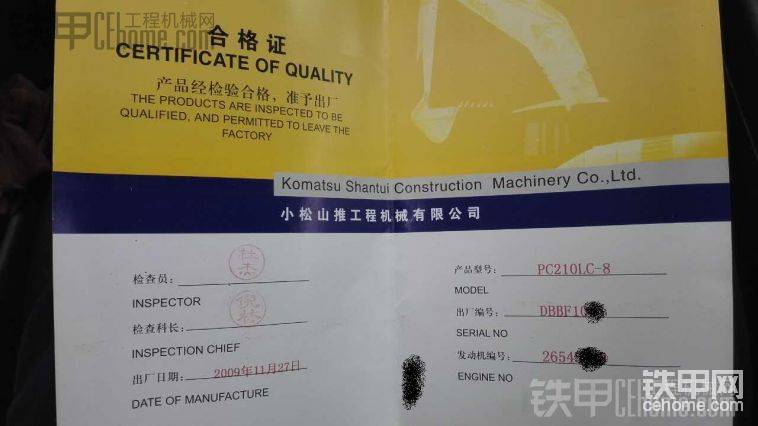 铁甲 工程机械网
CEhome.com
合格证
CERTIFICATE OF QUALITY
产品经检验合格，准予出厂
THE PRODUCTS ARE INSPECTED TO BE
QUALIFIED, AND PERMITTED TO LEAVE THE
FACTORY
Komatsu Shantui Construction Machinery Co.,Ltd.
小松山推工程机械有限公司
检查员：
杜杰
INSPECTOR
检查科长：
INSPECTION CHIEF
出厂日期： 2009年11月27日
DATE OF MANUFACTURE
产品型号： PC210LC-8
MODEL
出厂编号： DBBF10
SERIAL NO
发动机编号： 2654
ENGINE NO
铁甲网
cehome.com